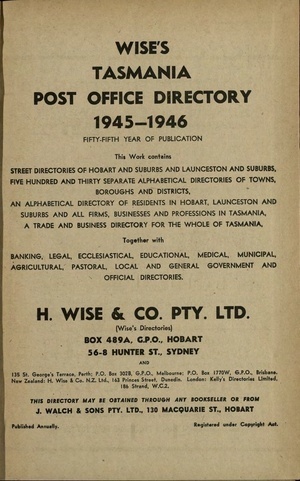 WISE'S
TASMANIA
POST OFFICE DIRECTORY
1945–1946
FIFTY-FIFTH YEAR OF PUBLICATION
This Work contains
STREET DIRECTORIES OF HOBART AND SUBURBS AND LAUNCESTON AND SUBURBS,
FIVE HUNDRED AND THIRTY SEPARATE ALPHABETICAL DIRECTORIES OF TOWNS,
BOROUGHS AND DISTRICTS,
AN ALPHABETICAL DIRECTORY OF RESIDENTS IN HOBART, LAUNCESTON AND
SUBURBS AND ALL FIRMS, BUSINESSES AND PROFESSIONS IN TASMANIA,
A TRADE AND BUSINESS DIRECTORY FOR THE WHOLE OF TASMANIA,
Together with
BANKING, LEGAL, ECCLESIASTICAL, EDUCATIONAL, MEDICAL, MUNICIPAL,
AGRICULTURAL, PASTORAL, LOCAL AND GENERAL GOVERNMENT AND
OFFICIAL DIRECTORIES.
H. WISE & CO. PTY. LTD.
(Wise's Directories)
BOX 489A, G.P.O., HOBART
56-8 HUNTER ST., SYDNEY
AND
135 St. George's Terrace, Perth; P.O. Box 302B, G.P.O., Melbourne; P.O. Box 1770W, G.P.O., Brisbane.
New Zealand: H. Wise & Co. N.Z. Ltd., 163 Princes Street, Dunedin. London: Kelly's Directories Limited,
186 Strand, W.C.2.
THIS DIRECTORY MAY BE OBTAINED THROUGH ANY BOOKSELLER OR FROM
J. WALCH & SONS PTY. LTD., 130 MACQUARIE ST., HOBART
Published Annually. Registered under Copyright Act.